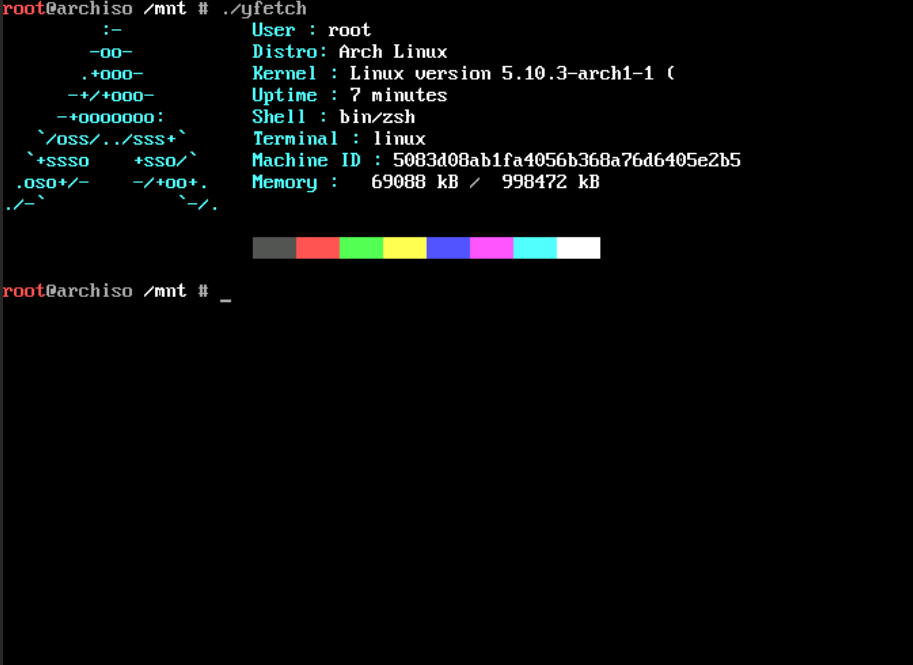 root@archiso /mnt # ./yfetch
:-                   User : root
-oo-                 Distro: Arch Linux
.+ooo-               Kernel : Linux version 5.10.3-arch1-1 (
-+/+ooo-             Uptime : 7 minutes
-+ooooooo:           Shell : bin/zsh
`/oss/../sss+`       Terminal : linux
`+ssso    +sso/`     Machine ID : 5083d08ab1fa4056b368a76d6405e2b5
.oso+/-    -/+oo+.   Memory :   69088 kB /  998472 kB
./-`            `-/.
root@archiso /mnt # _